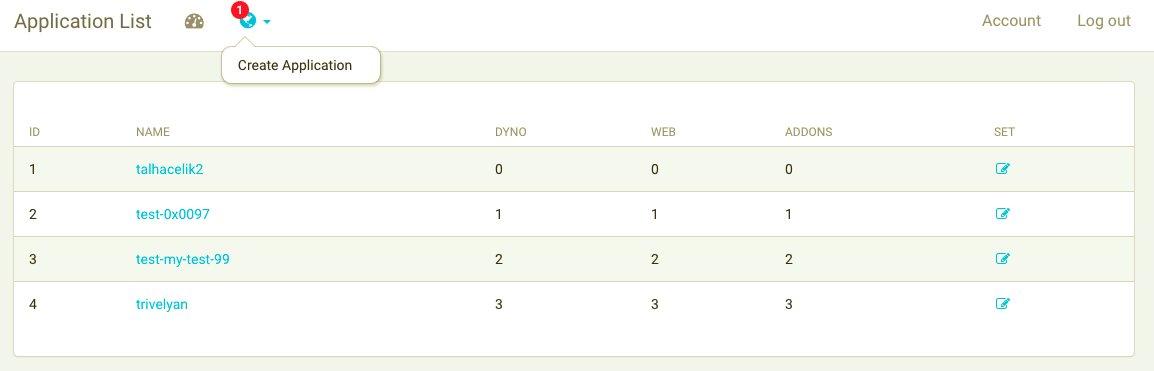 Application List 1 Account Log out
Create Application
ID NAME DYNO WEB ADDONS SET
1 talhacelik2 0 0 0
2 test-0x0097 1 1 1
3 test-my-test-99 2 2 2
4 trivelyan 3 3 3